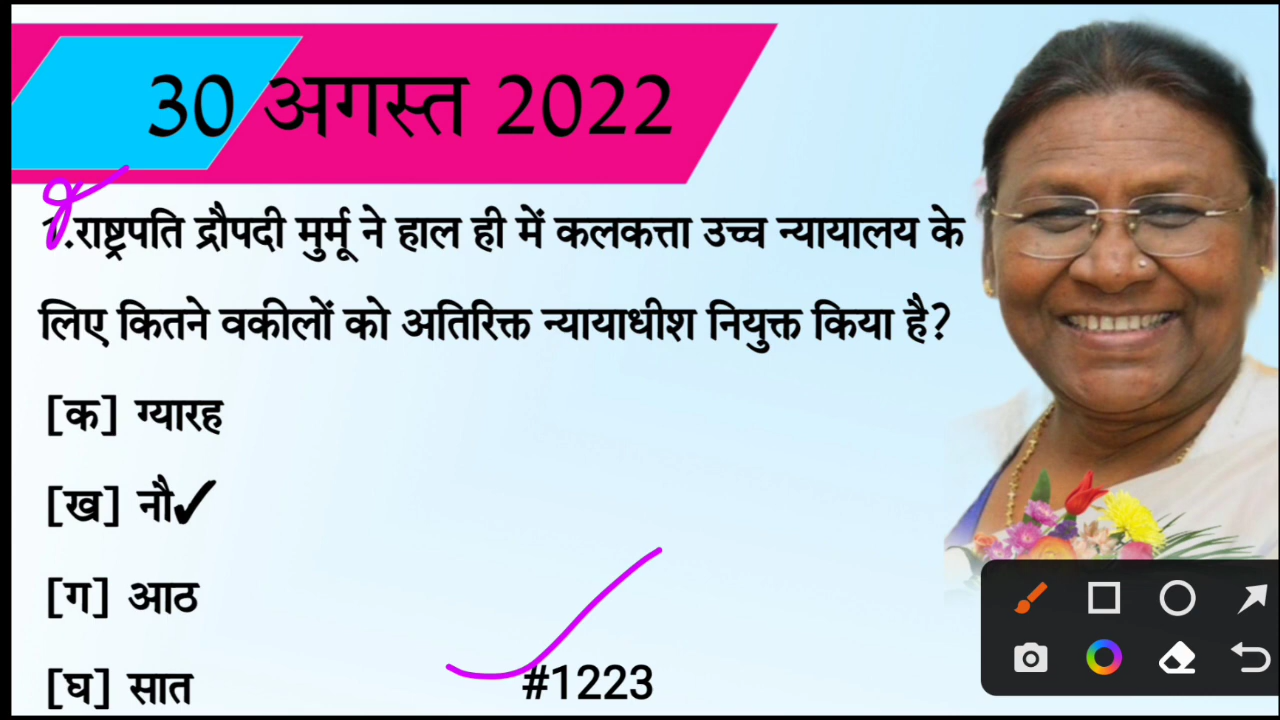 30 अगस्त 2022
1.राष्ट्रपति द्रौपदी मुर्मू ने हाल ही में कलकत्ता उच्च न्यायालय के
लिए कितने वकीलों को अतिरिक्त न्यायाधीश नियुक्त किया है?
[क] ग्यारह
[ख] नौ✓
[ग] आठ
[घ] सात
#1223